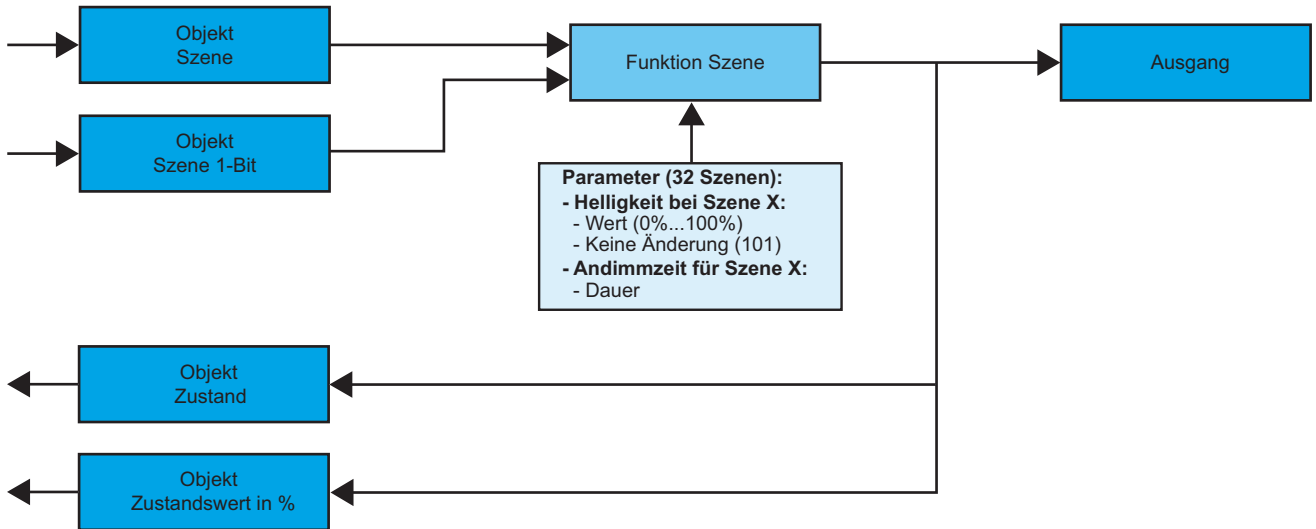 Objekt
Szene
Funktion Szene
Ausgang
Objekt
Szene 1-Bit
Parameter (32 Szenen):
- Helligkeit bei Szene X:
- Wert (0%...100%)
- Keine Änderung (101)
- Andimmzeit für Szene X:
- Dauer
Objekt
Zustand
Objekt
Zustandswert in %